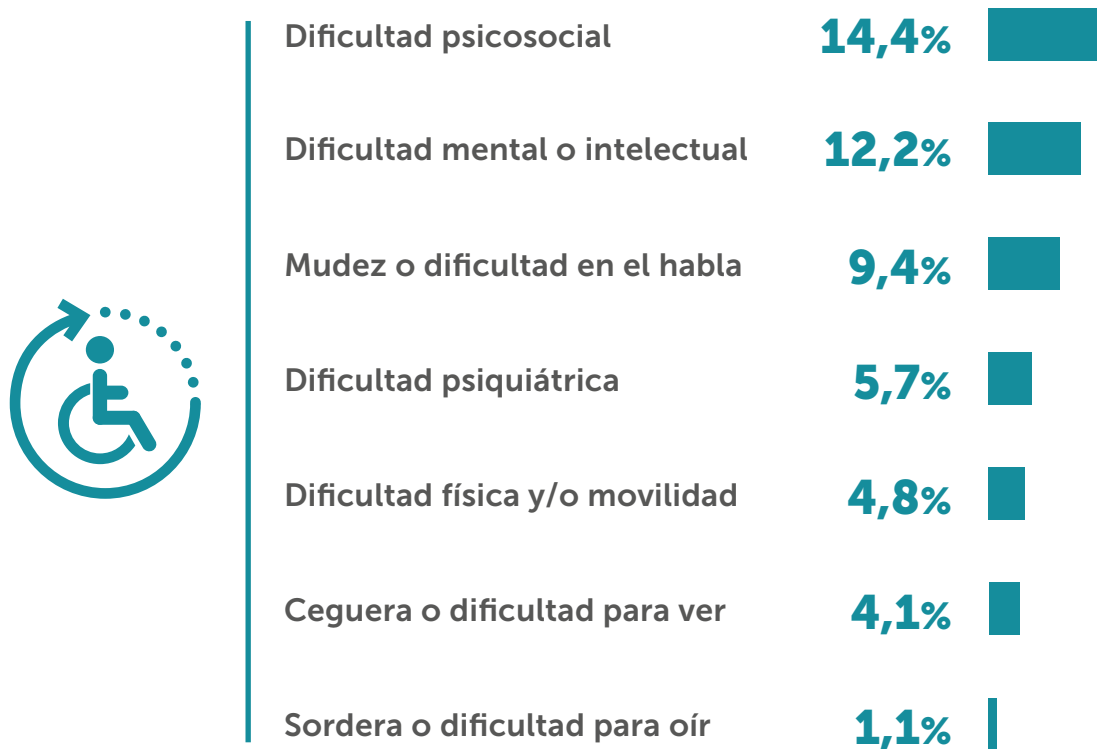 Dificultad psicosocial 14,4%
Dificultad mental o intelectual 12,2%
Mudez o dificultad en el habla 9,4%
Dificultad psiquiátrica 5,7%
Dificultad física y/o movilidad 4,8%
Ceguera o dificultad para ver 4,1%
Sordera o dificultad para oír 1,1%